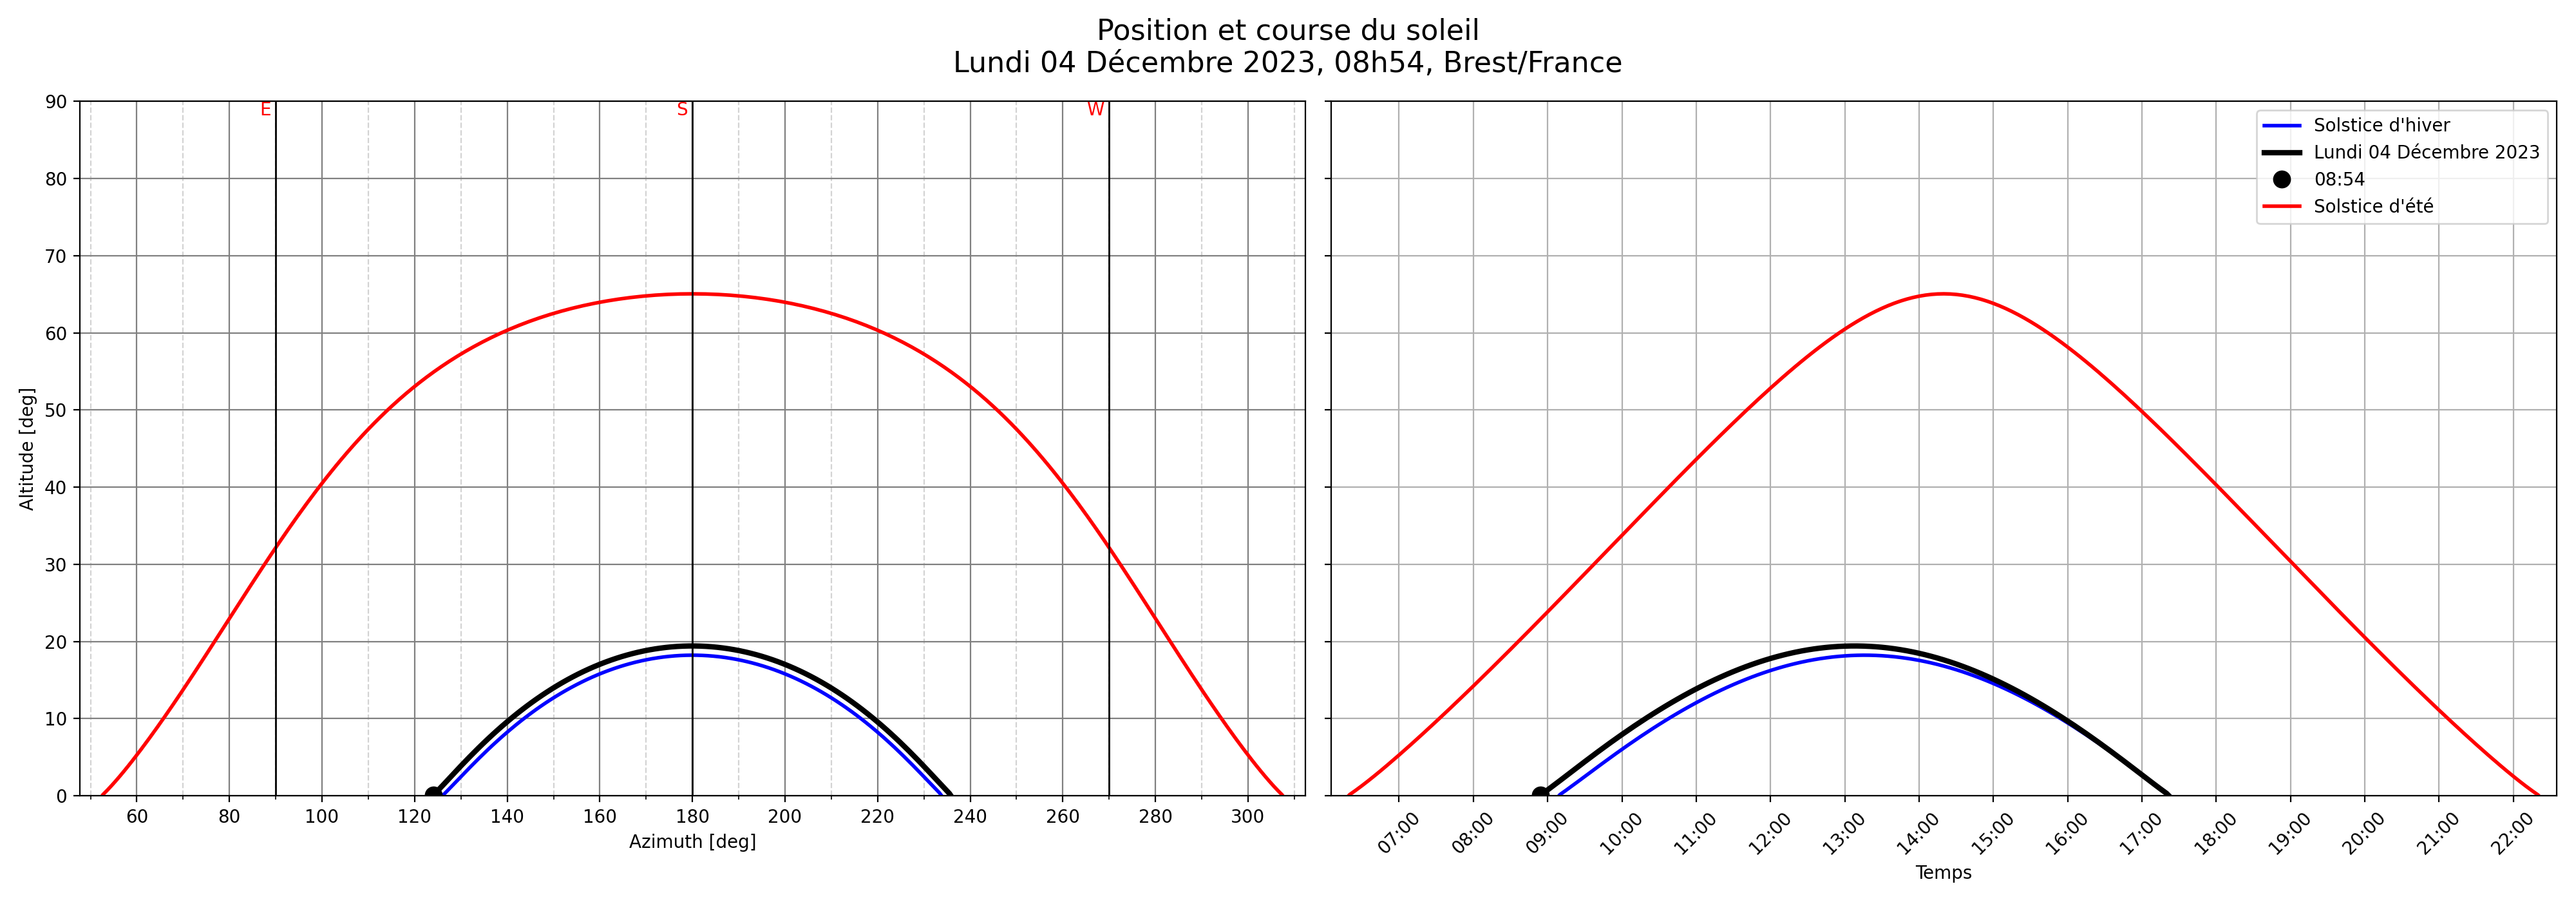 Position et course du soleil
Lundi 04 Décembre 2023, 08h54, Brest/France
E
S
W
90
80
70
60
50
40
30
20
10
0
Altitude [deg]
60 80 100 120 140 160 180 200 220 240 260 280 300
Azimuth [deg]
Solstice d'hiver
Lundi 04 Décembre 2023
08:54
Solstice d'été
07:00 08:00 09:00 10:00 11:00 12:00 13:00 14:00 15:00 16:00 17:00 18:00 19:00 20:00 21:00 22:00
Temps